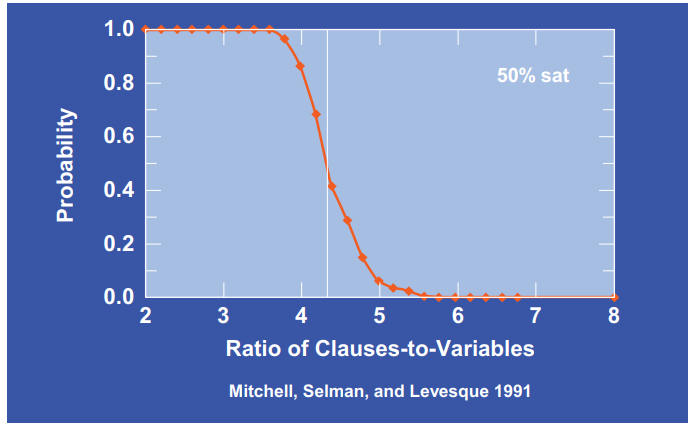 1.0
0.8
0.6
0.4
0.2
0.0
Probability
50% sat
2 3 4 5 6 7 8
Ratio of Clauses-to-Variables
Mitchell, Selman, and Levesque 1991